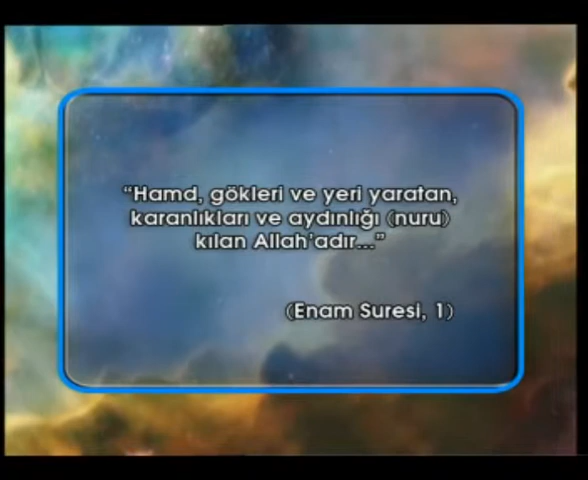 “Hamd, gökleri ve yeri yaratan,
karanlıkları ve aydınlığı (nuru)
kılan Allah'adır...”
(Enam Suresi, 1)